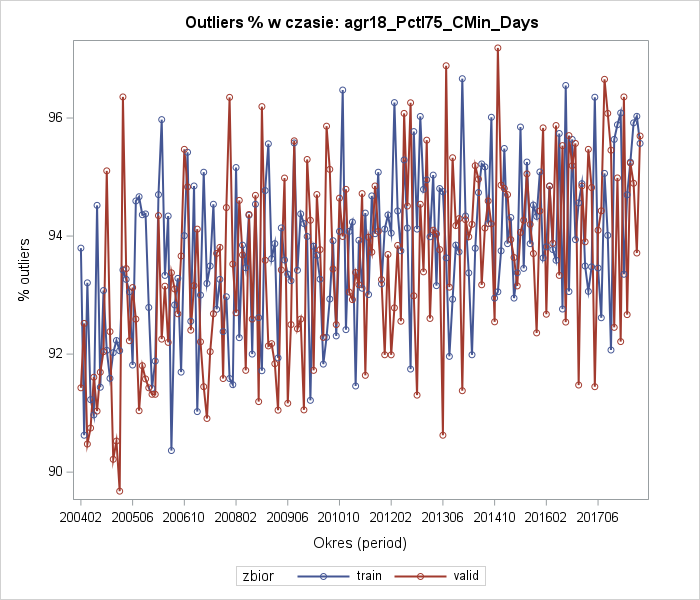 Outliers % w czasie: agr18_Pctl75_CMin_Days
% outliers
96
94
92
90
200402 200506 200610 200802 200906 201010 201202 201306 201410 201602 201706
Okres (period)
zbior train valid